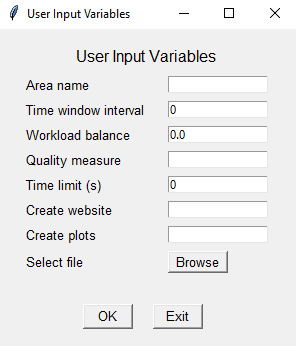 User Input Variables
User Input Variables
Area name
Time window interval 0
Workload balance 0.0
Quality measure
Time limit (s) 0
Create website
Create plots
Select file Browse
OK Exit